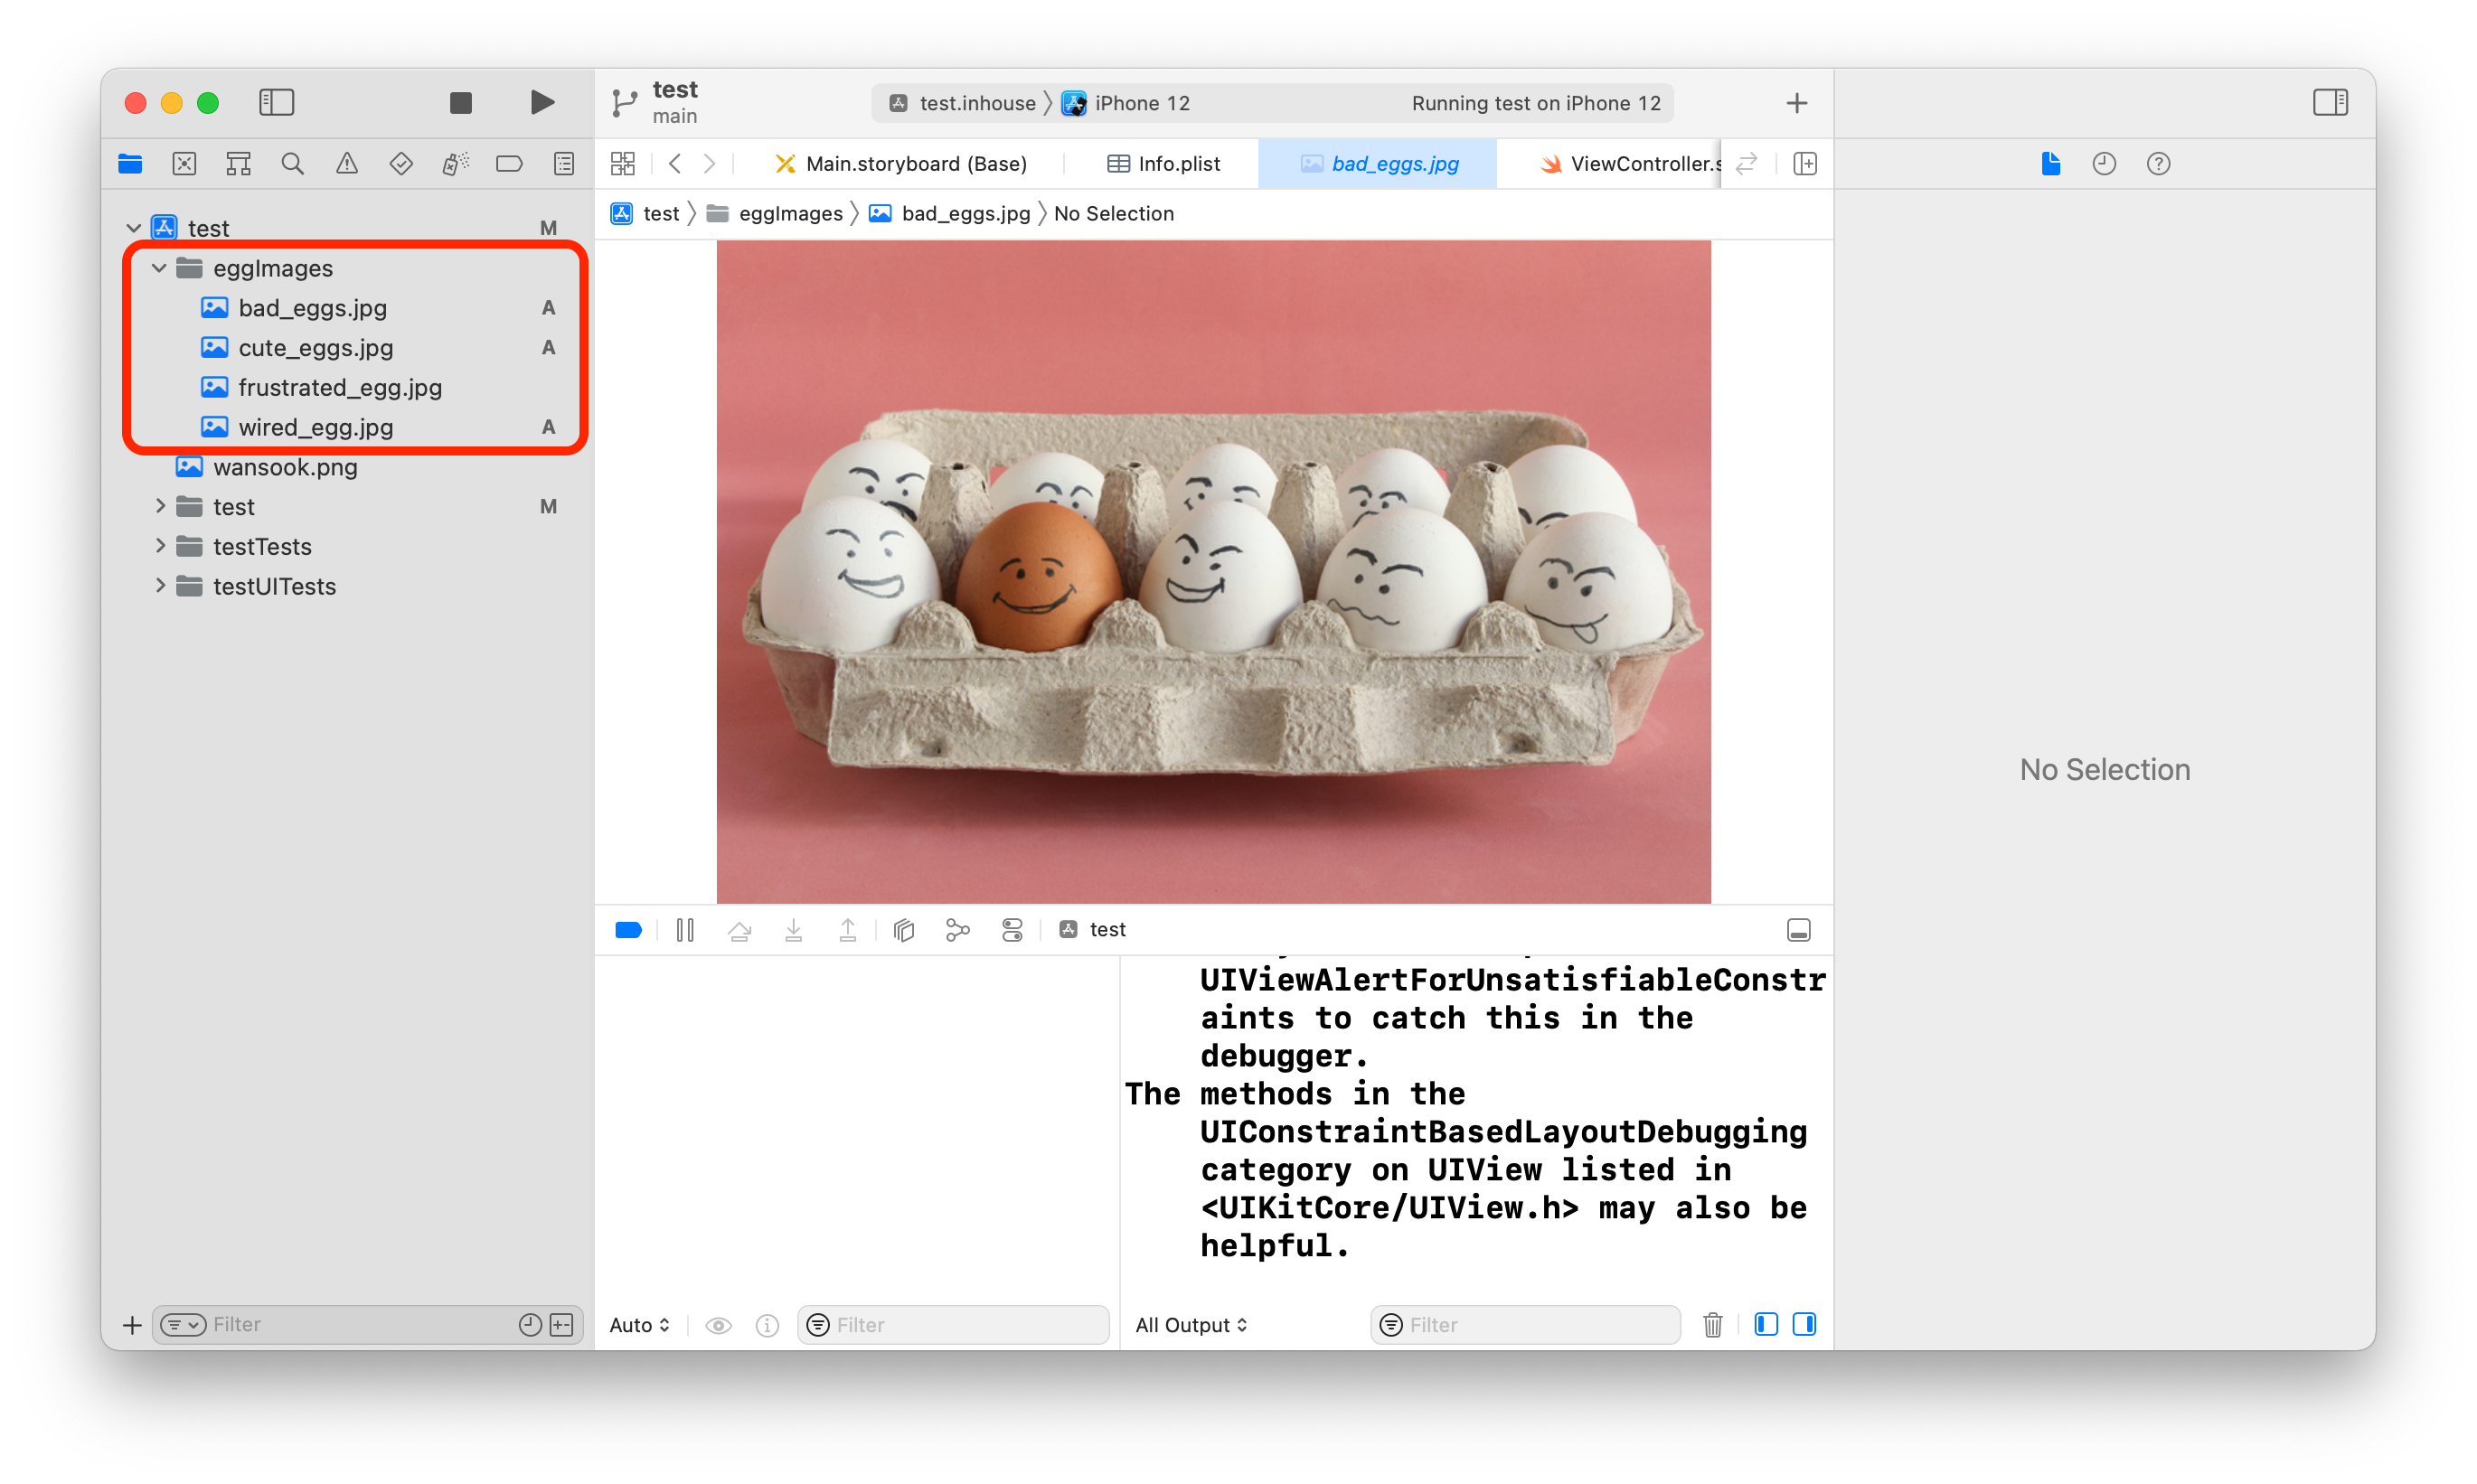 test
main
test.inhouse
iPhone 12
Running test on iPhone 12
Main.storyboard (Base)
Info.plist
bad_eggs.jpg
ViewController.s
test
eggImages
bad_eggs.jpg
No Selection
test
M
eggImages
bad_eggs.jpg
A
cute_eggs.jpg
A
frustrated_egg.jpg
wired_egg.jpg
A
wansook.png
test
M
testTests
testUITests
Filter
No Selection
test
UIViewAlertForUnsatisfiableConstr
aints to catch this in the
debugger.
The methods in the
UIConstraintBasedLayoutDebugging
category on UIView listed in
<UIKitCore/UIView.h> may also be
helpful.
Auto
Filter
All Output
Filter